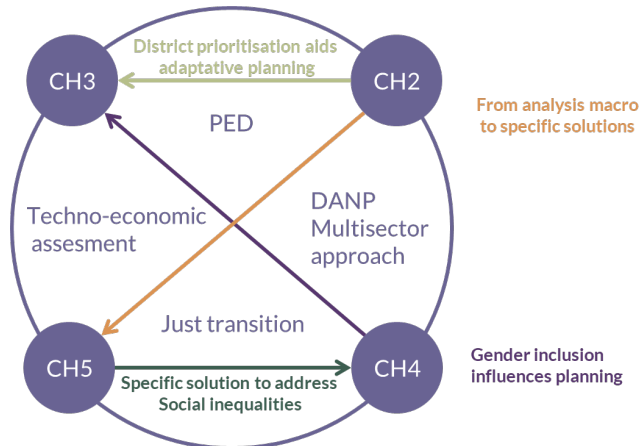 District prioritisation aids
adaptative planning
CH3
CH2
From analysis macro
to specific solutions
PED
Techno-economic
assesment
DANP
Multisector
approach
Just transition
CH5
CH4
Specific solution to address
Social inequalities
Gender inclusion
influences planning